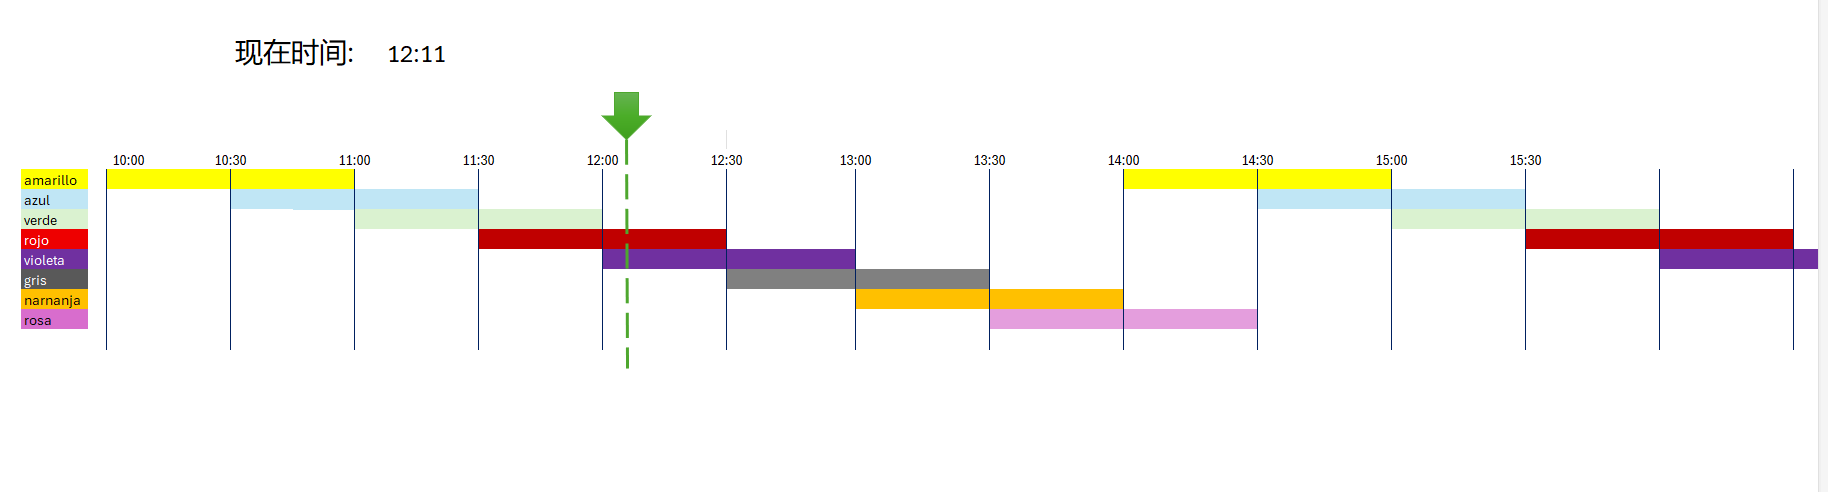 现在时间: 12:11
10:00 10:30 11:00 11:30 12:00 12:30 13:00 13:30 14:00 14:30 15:00 15:30
amarillo
azul
verde
rojo
violeta
gris
narnanja
rosa